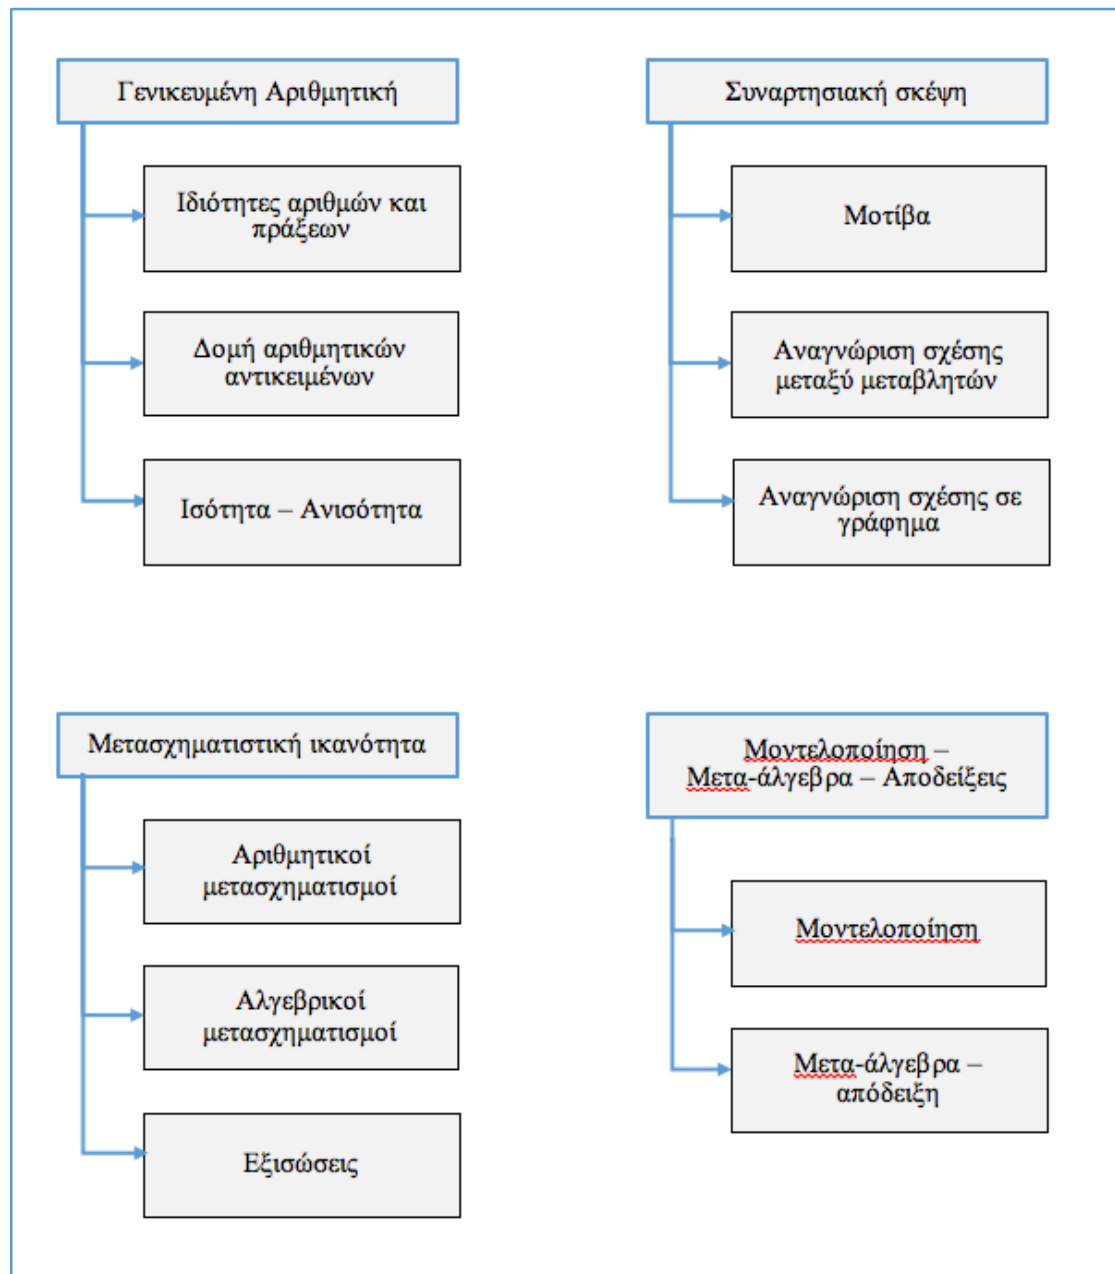 Γενικευμένη Αριθμητική
Ιδιότητες αριθμών και
πράξεων
Δομή αριθμητικών
αντικειμένων
Ισότητα – Ανισότητα
Συναρτησιακή σκέψη
Μοτίβα
Αναγνώριση σχέσης
μεταξύ μεταβλητών
Αναγνώριση σχέσης σε
γράφημα
Μετασχηματιστική ικανότητα
Αριθμητικοί
μετασχηματισμοί
Αλγεβρικοί
μετασχηματισμοί
Εξισώσεις
Μοντελοποίηση –
Μετα-άλγεβρα – Αποδείξεις
Μοντελοποίηση
Μετα-άλγεβρα –
απόδειξη